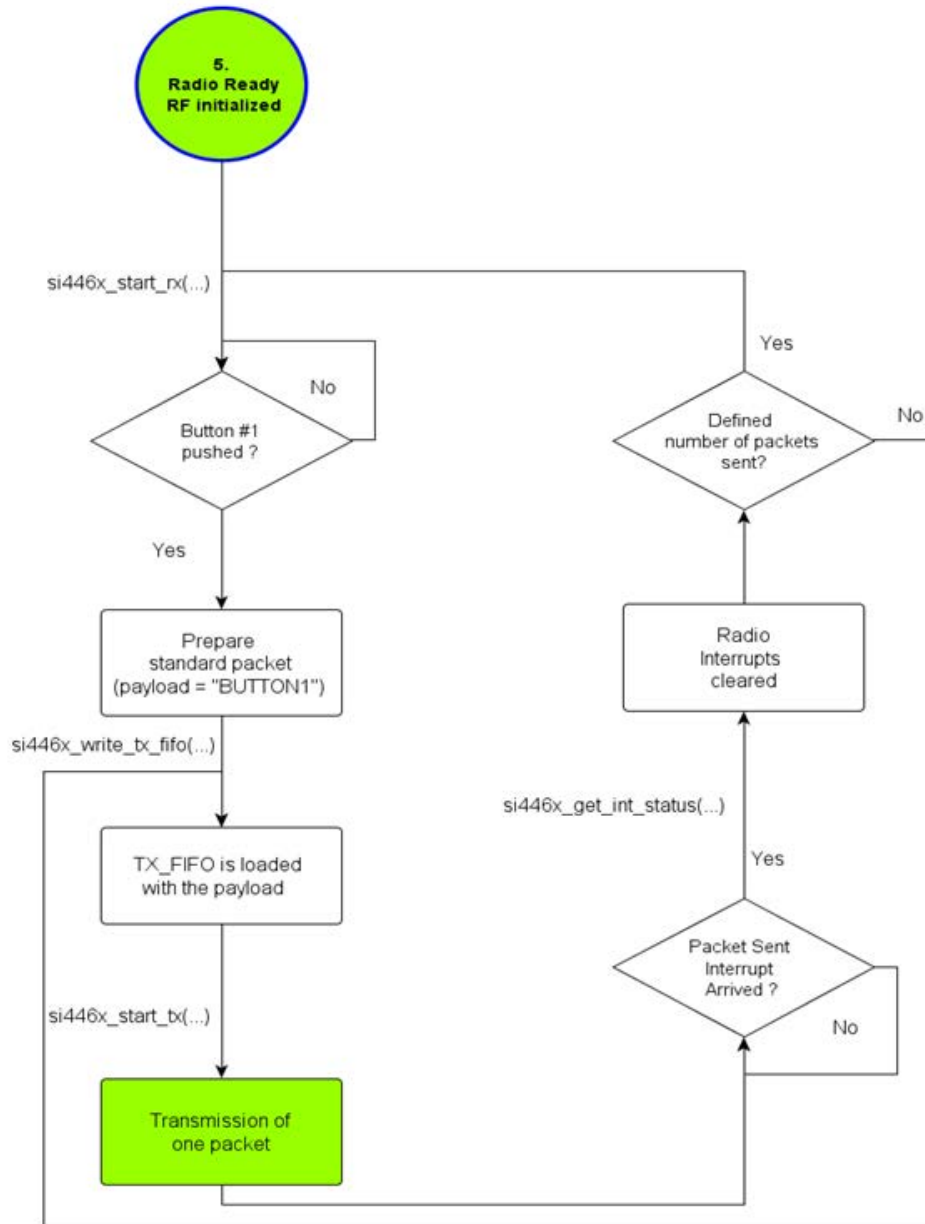 5.
Radio Ready
RF initialized
si446x_start_rx(...)
No
Button #1
pushed ?
Yes
Prepare
standard packet
(payload = "BUTTON1")
si446x_write_tx_fifo(...)
TX_FIFO is loaded
with the payload
si446x_start_tx(...)
Transmission of
one packet
Yes
No
Defined
number of packets
sent?
Radio
Interrupts
cleared
si446x_get_int_status(...)
Yes
Packet Sent
Interrupt
Arrived ?
No